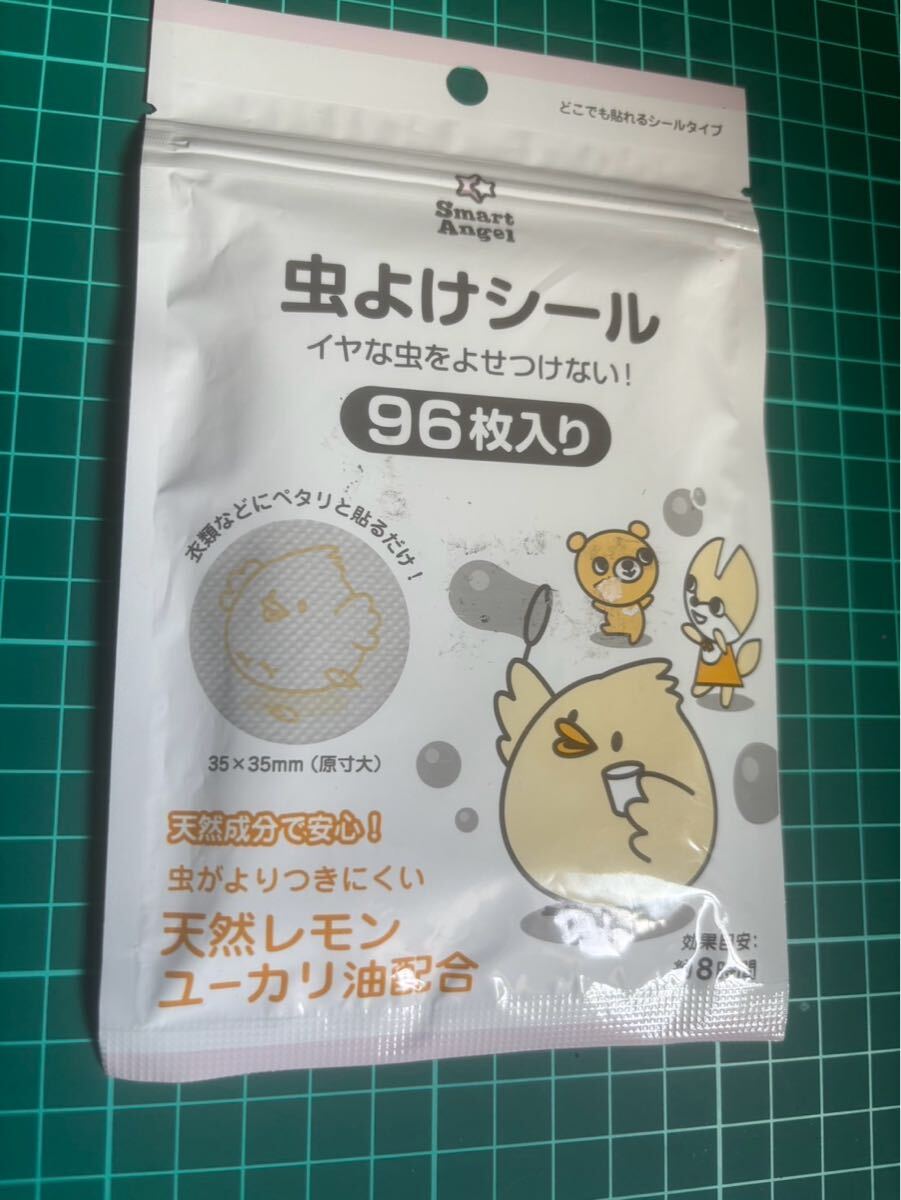 どこでも貼れるシールタイプ
Smart
Angel
虫よけシール
イヤな虫をよせつけない!
96枚入り
衣類などにペタリと貼るだけ!
35×35mm(原寸大)
天然成分で安心!
虫がよりつきにくい
天然レモン
ユーカリ油配合
効果目安:
約8時間